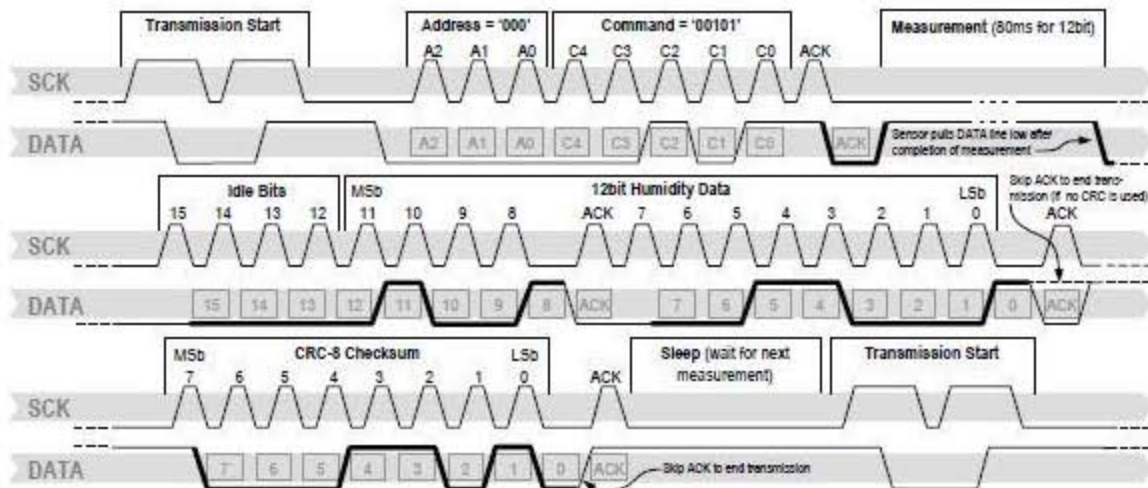 Transmission Start Address = '000' Command = '00101' Measurement (80ms for 12bit)
A2 A1 A0 C4 C3 C2 C1 C0 ACK
SCK
DATA A2 A1 A0 C4 C3 C2 C1 C0 ACK Sensor pulls DATA line low after
completion of measurement
Idle Bits MSb 12bit Humidity Data LSb Skip ACK to end trans-
mission (if no CRC is used)
15 14 13 12 11 10 9 8 ACK 7 6 5 4 3 2 1 0 ACK
SCK
DATA 15 14 13 12 11 10 9 8 ACK 7 6 5 4 3 2 1 0 ACK
MSb CRC-8 Checksum LSb Sleep (wait for next
measurement) Transmission Start
7 6 5 4 3 2 1 0 ACK
SCK
DATA 7 6 5 4 3 2 1 0 ACK Skip ACK to end transmission